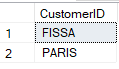 CustomerID
1 FISSA
2 PARIS